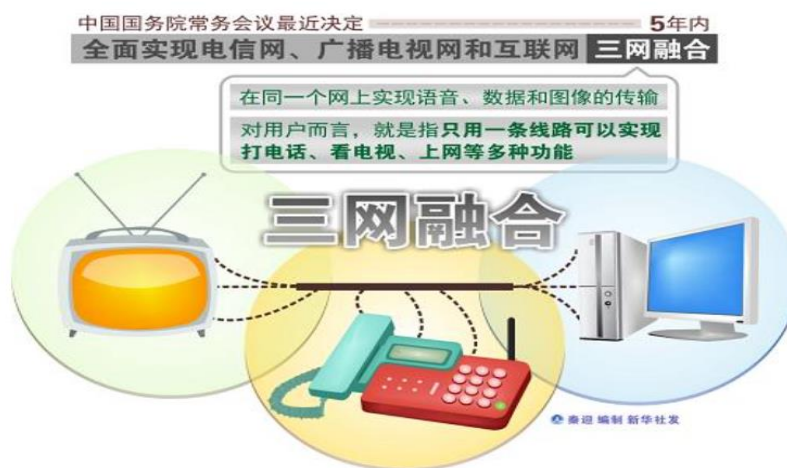 中国国务院常务会议最近决定 5年内
全面实现电信网、广播电视网和互联网 三网融合
在同一个网上实现语音、数据和图像的传输
对用户而言，就是指只用一条线路可以实现
打电话、看电视、上网等多种功能
三网融合
秦迎 编制 新华社发